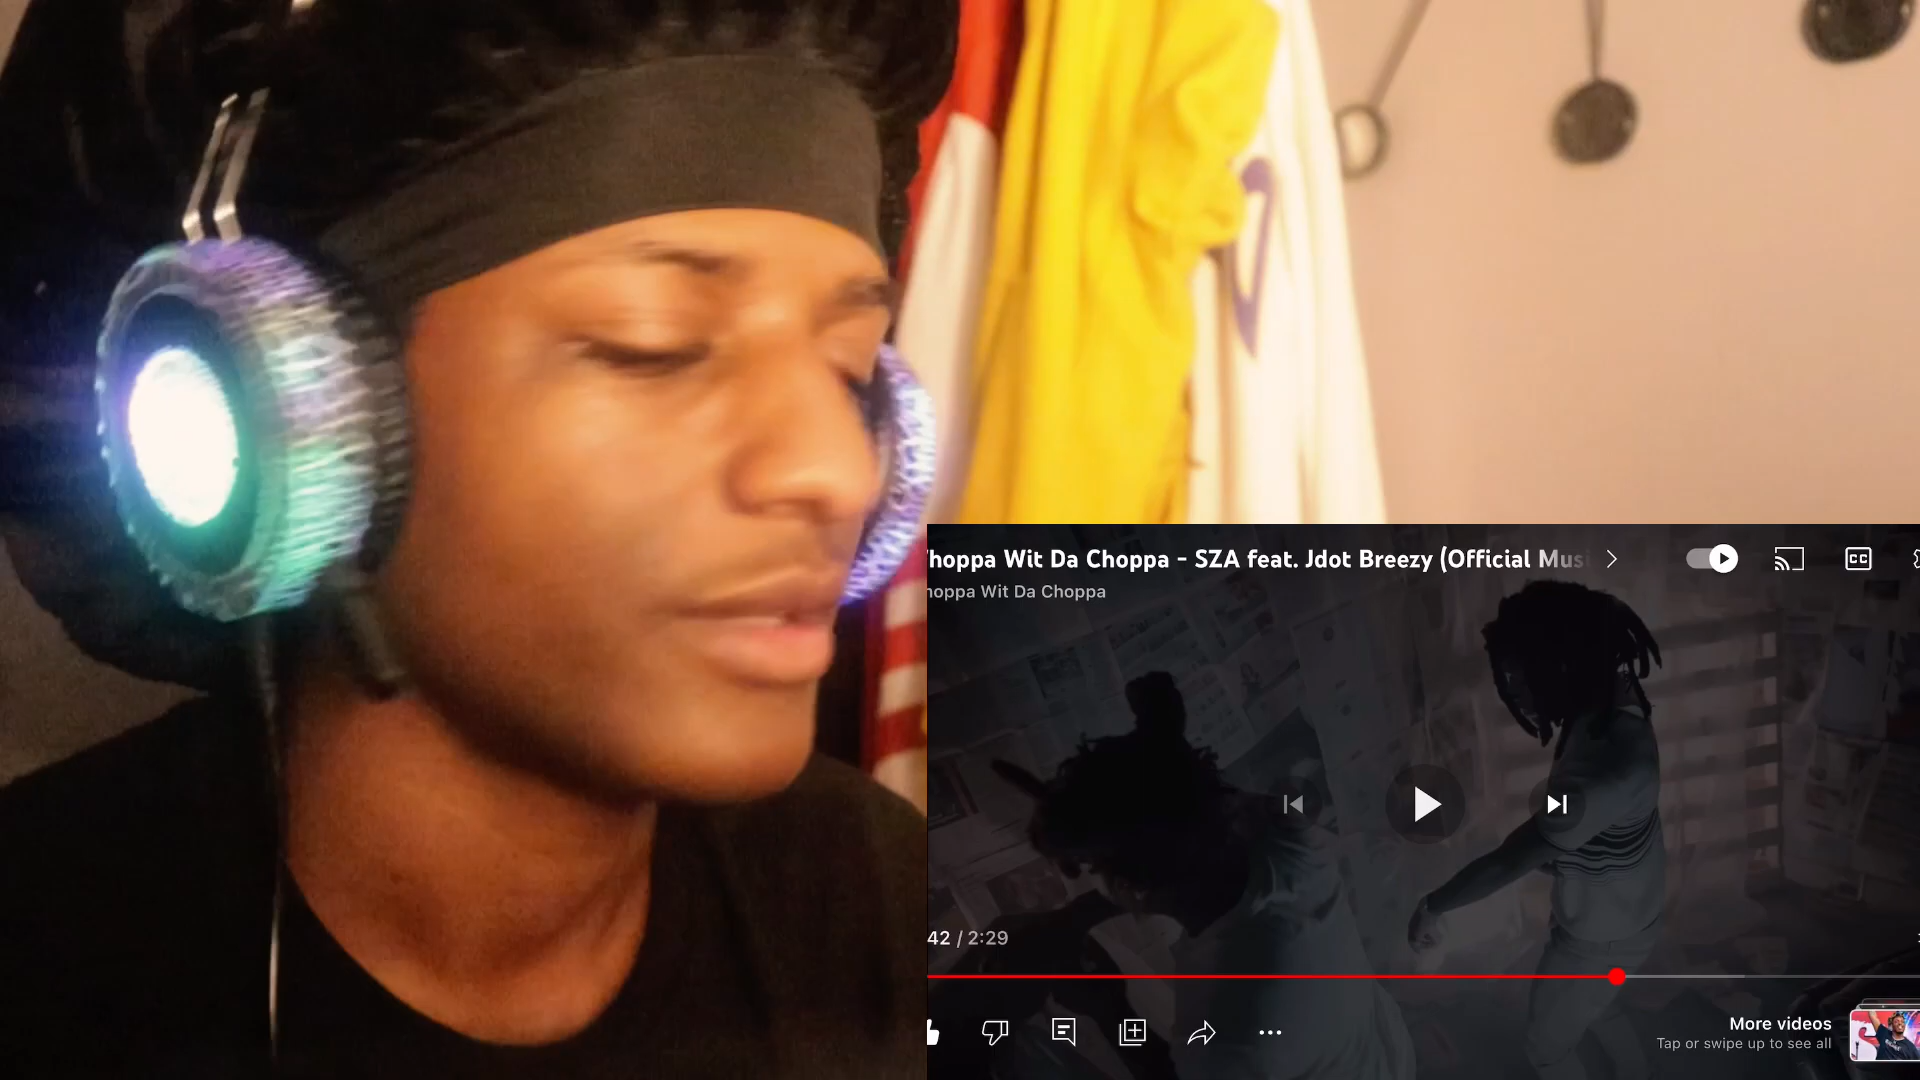 hoppa Wit Da Choppa - SZA feat. Jdot Breezy (Official Mus
hoppa Wit Da Choppa
CC
42 / 2:29
More videos
Tap or swipe up to see all